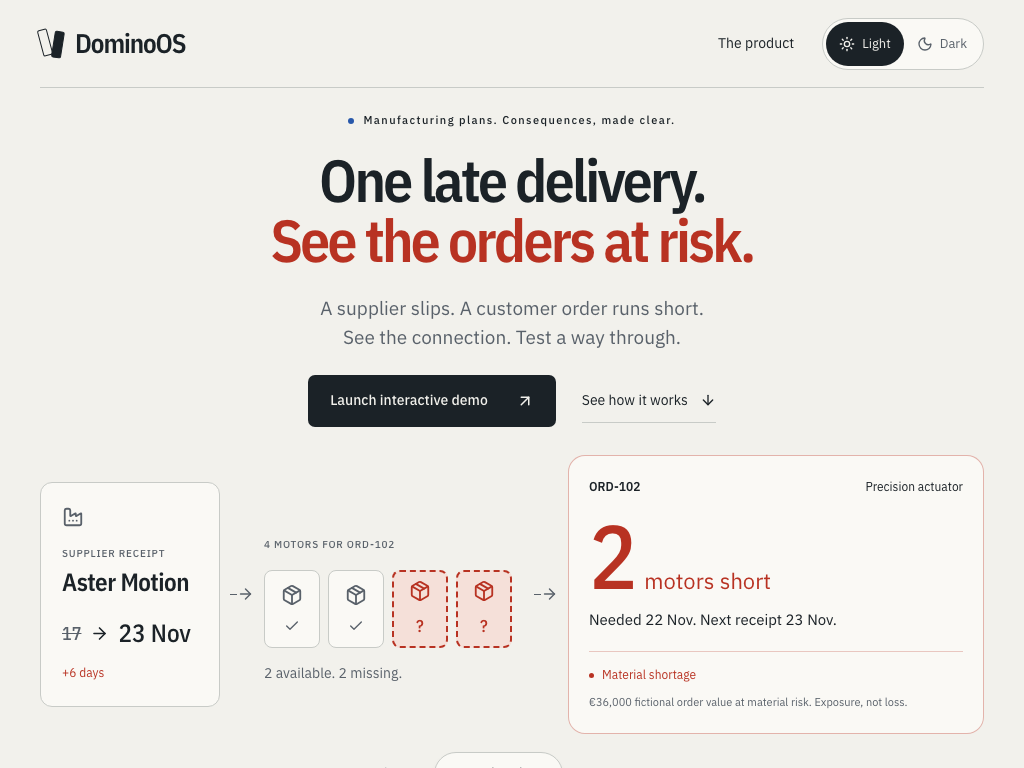 DominoOS
The product
Light
Dark
Manufacturing plans. Consequences, made clear.
One late delivery.
See the orders at risk.
A supplier slips. A customer order runs short.
See the connection. Test a way through.
Launch interactive demo
See how it works
SUPPLIER RECEIPT
Aster Motion
17 → 23 Nov
+6 days
4 MOTORS FOR ORD-102
? ?
2 available. 2 missing.
ORD-102
Precision actuator
2 motors short
Needed 22 Nov. Next receipt 23 Nov.
Material shortage
€36,000 fictional order value at material risk. Exposure, not loss.